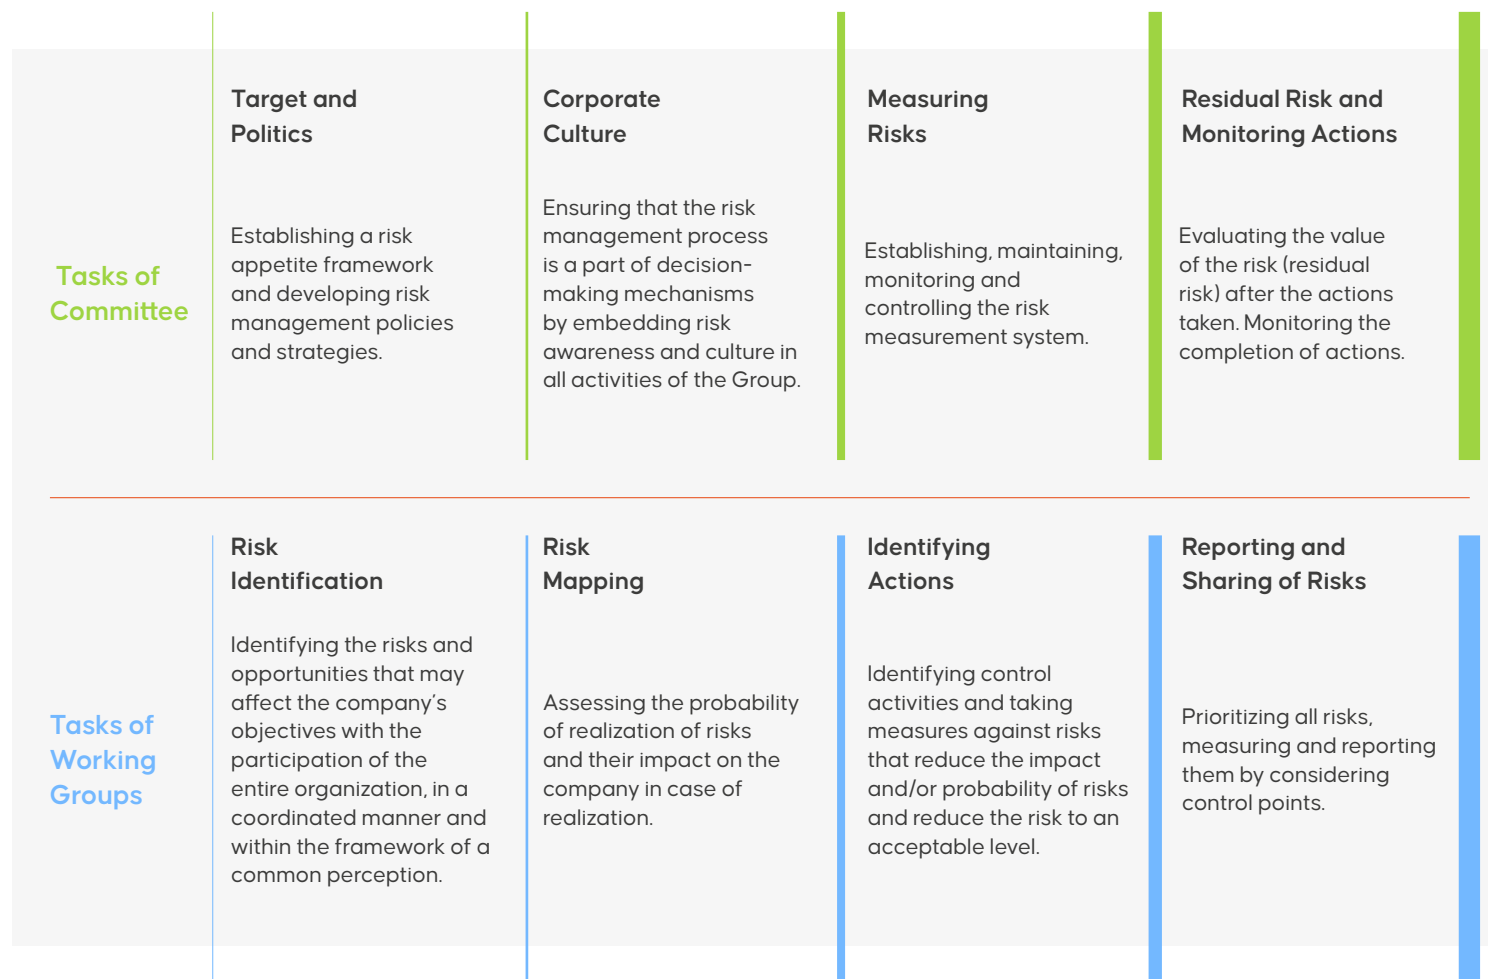 Tasks of
Committee
Target and
Politics
Establishing a risk
appetite framework
and developing risk
management policies
and strategies.
Corporate
Culture
Ensuring that the risk
management process
is a part of decision-
making mechanisms
by embedding risk
awareness and culture in
all activities of the Group.
Measuring
Risks
Establishing, maintaining,
monitoring and
controlling the risk
measurement system.
Residual Risk and
Monitoring Actions
Evaluating the value
of the risk (residual
risk) after the actions
taken. Monitoring the
completion of actions.
Tasks of
Working
Groups
Risk
Identification
Identifying the risks and
opportunities that may
affect the company's
objectives with the
participation of the
entire organization, in a
coordinated manner and
within the framework of a
common perception.
Risk
Mapping
Assessing the probability
of realization of risks
and their impact on the
company in case of
realization.
Identifying
Actions
Identifying control
activities and taking
measures against risks
that reduce the impact
and/or probability of risks
and reduce the risk to an
acceptable level.
Reporting and
Sharing of Risks
Prioritizing all risks,
measuring and reporting
them by considering
control points.